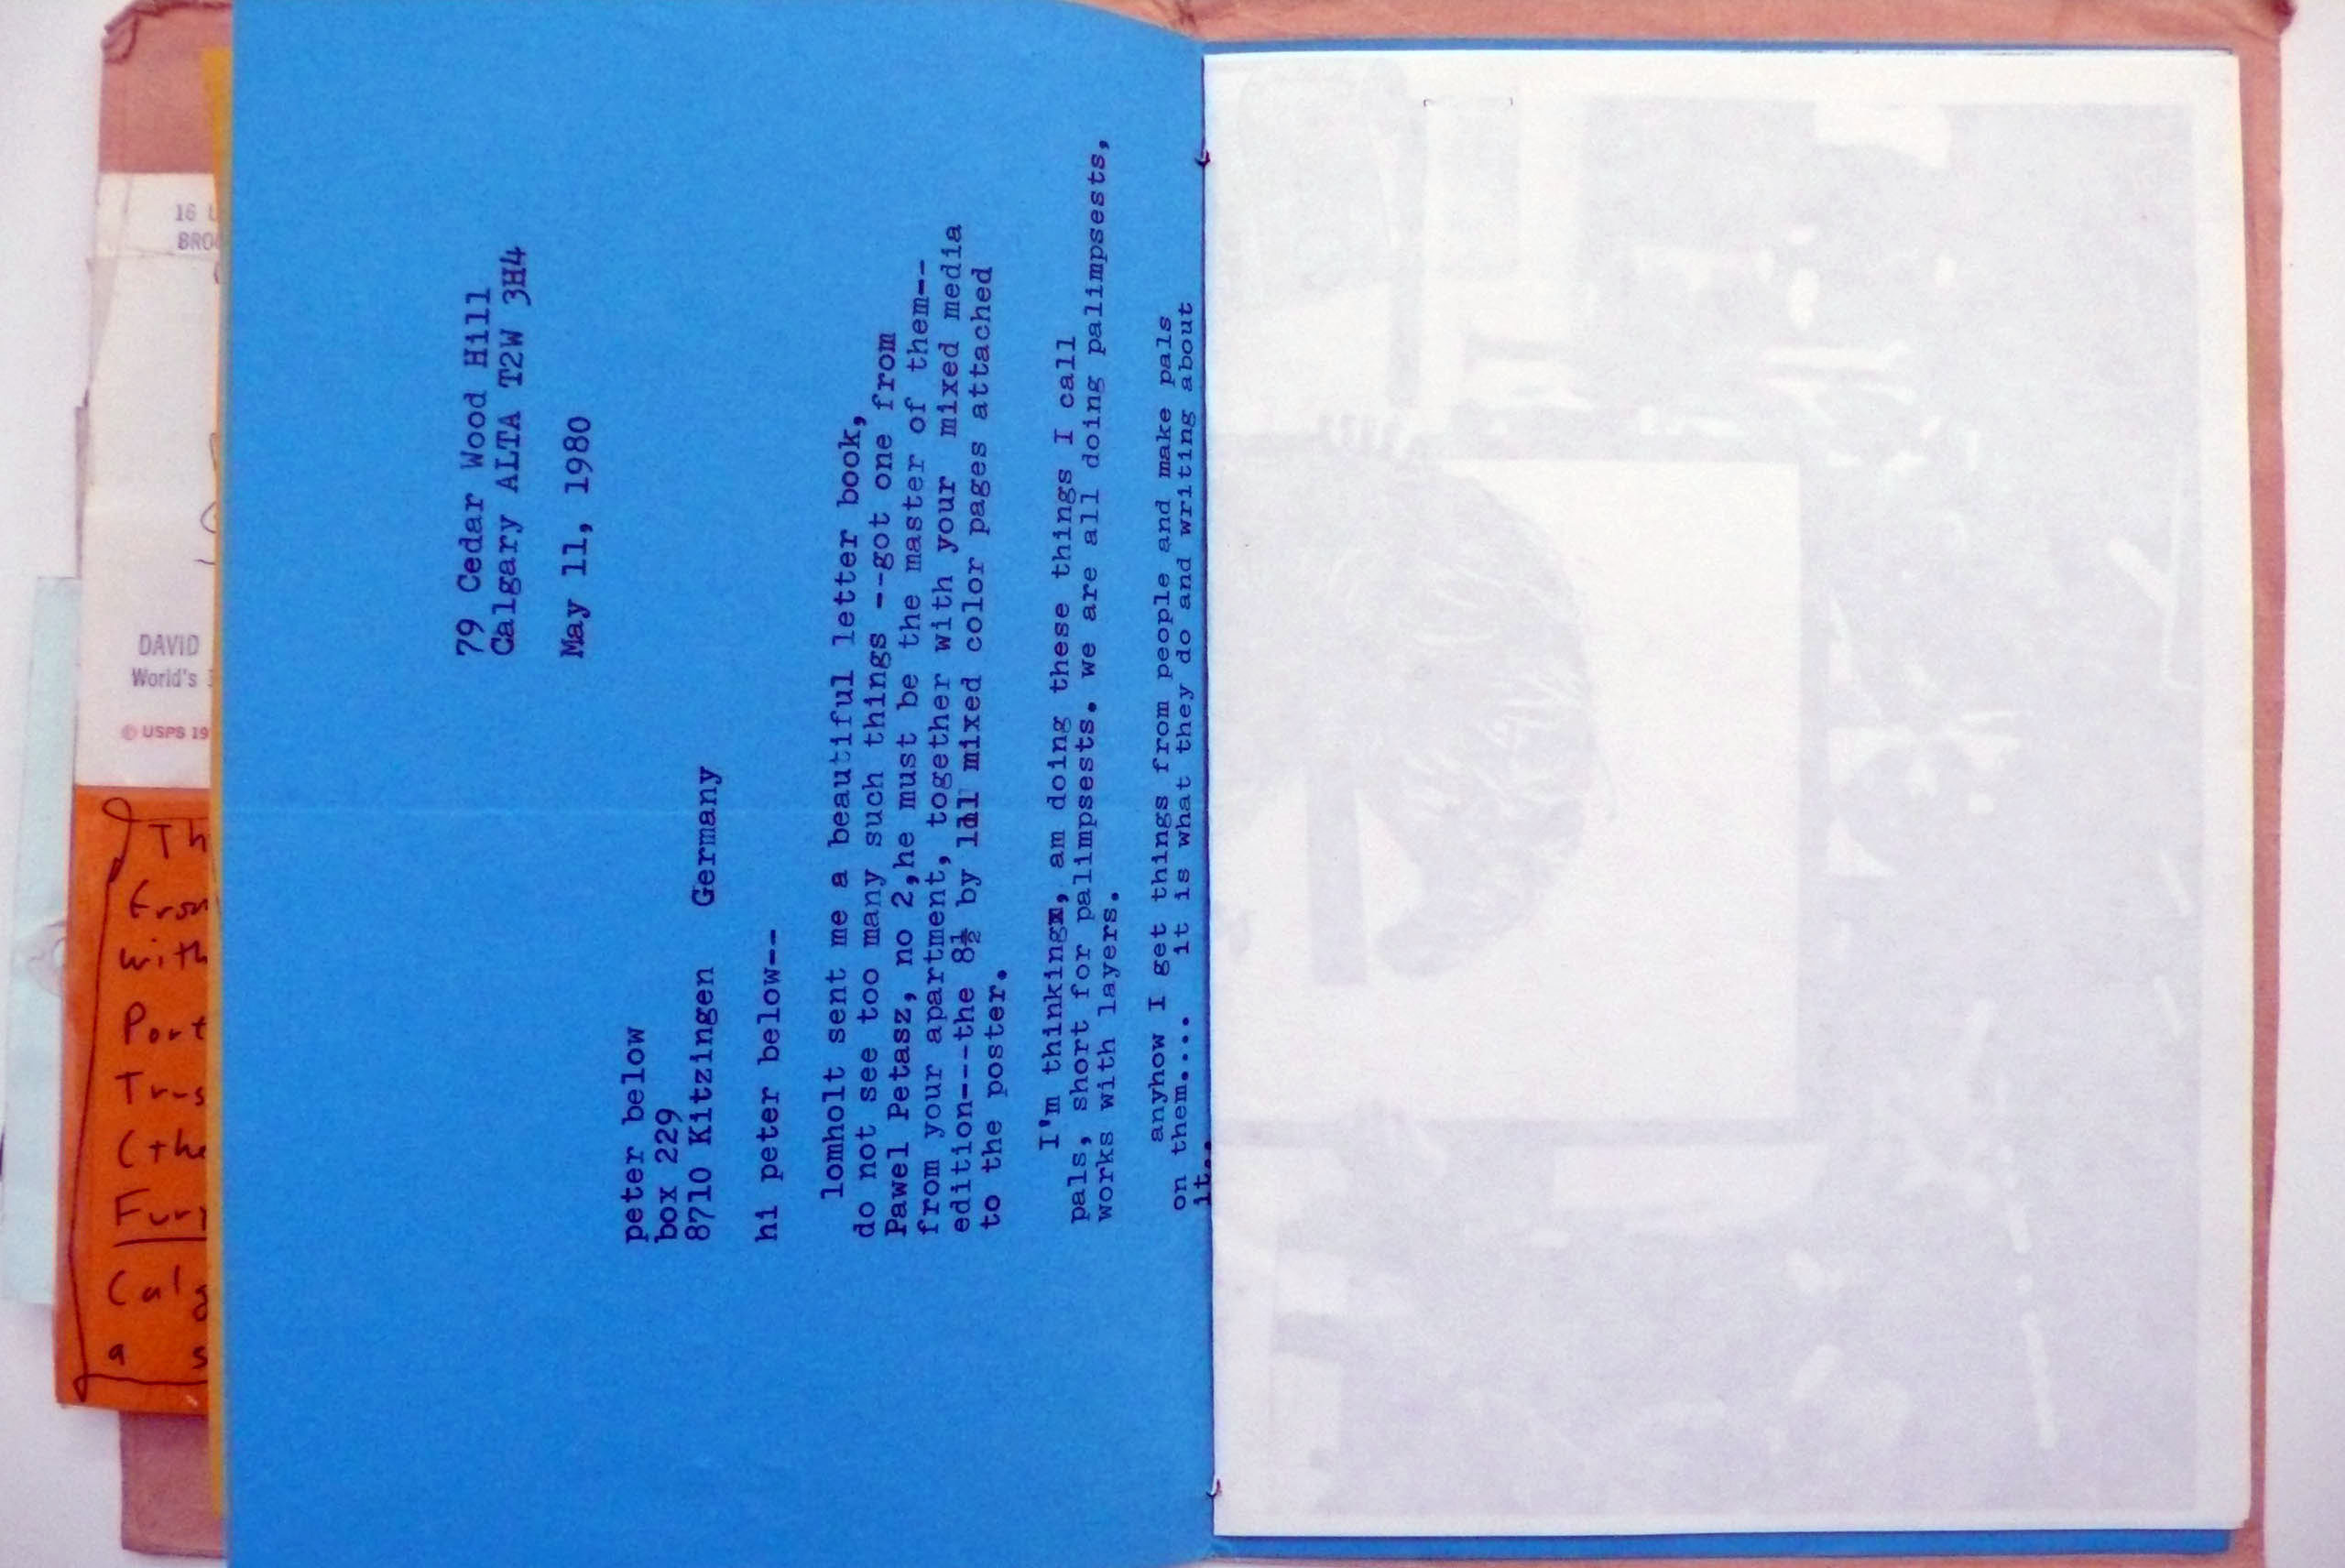 79 Cedar Wood Hill
Calgary ALTA T2W 3H4
May 11, 1980
peter below
box 229
8710 Kitzingen Germany
hi peter below--
lomholt sent me a beautiful letter book,
do not see too many such things --got one from
Pawel Petasz, no 2,he must be the master of them--
from your apartment, together with your mixed media
edition---the 8½ by 1 mixed color pages attached
to the poster.
I'm thinking, am doing these things I call
pals, short for palimpsests. we are all doing palimpsests,
works with layers.
anyhow I get things from people and make pals
on them.... it is what they do and writing about
it..
16
BRO
DAVID
World's
© USPS 19
Th
from
with
Port
(the
Fury
Calg
a s